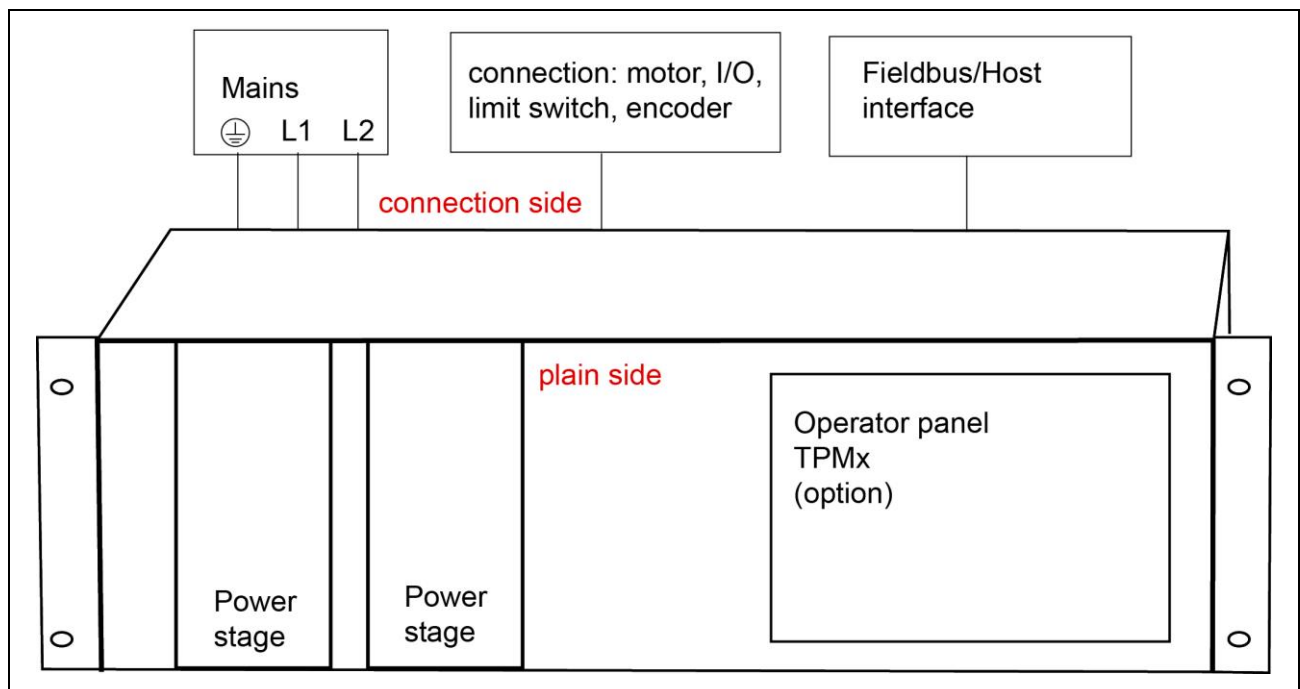 Mains
L1 L2
connection: motor, I/O,
limit switch, encoder
Fieldbus/Host
interface
connection side
plain side
Operator panel
TPMx
(option)
Power
stage
Power
stage